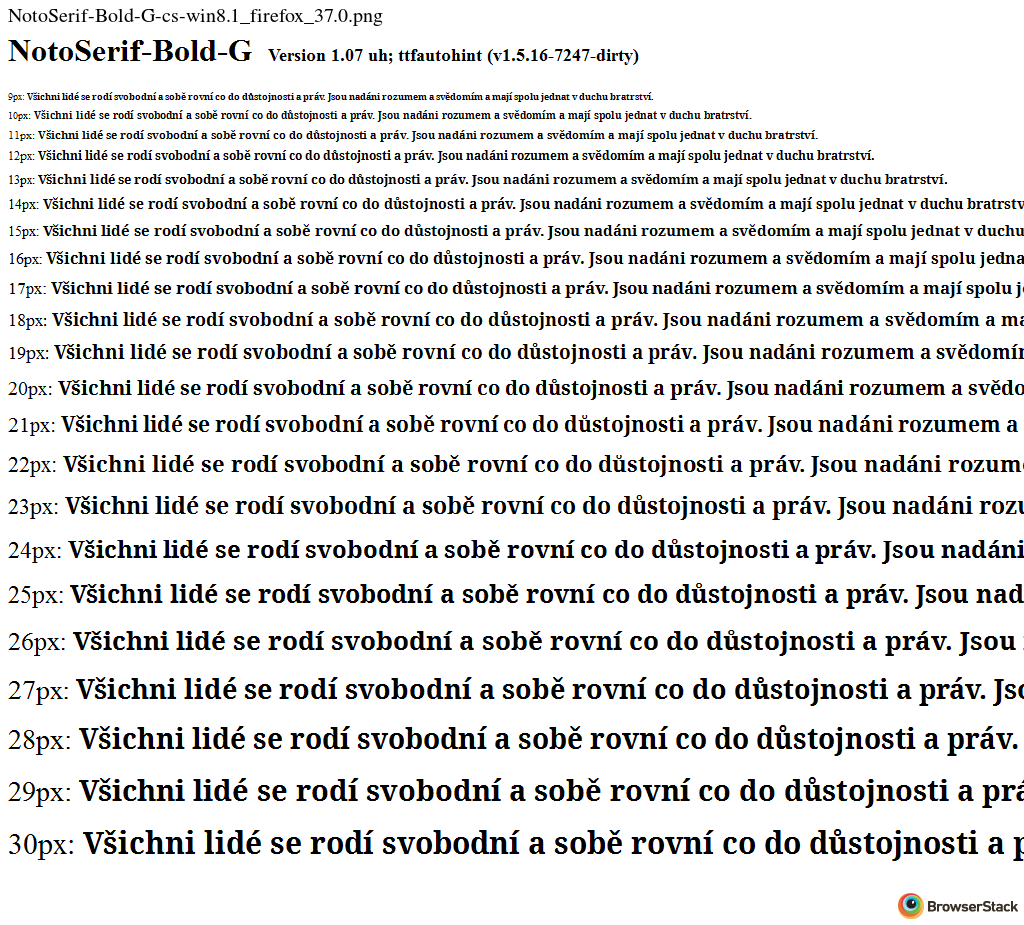 NotoSerif-Bold-G-cs-win8.1_firefox_37.0.png
NotoSerif-Bold-G Version 1.07 uh; ttfautohint (v1.5.16-7247-dirty)
9px: Všichni lidé se rodí svobodní a sobě rovní co do důstojnosti a práv. Jsou nadáni rozumem a svědomím a mají spolu jednat v duchu bratrství.
10px: Všichni lidé se rodí svobodní a sobě rovní co do důstojnosti a práv. Jsou nadáni rozumem a svědomím a mají spolu jednat v duchu bratrství.
11px: Všichni lidé se rodí svobodní a sobě rovní co do důstojnosti a práv. Jsou nadáni rozumem a svědomím a mají spolu jednat v duchu bratrství.
12px: Všichni lidé se rodí svobodní a sobě rovní co do důstojnosti a práv. Jsou nadáni rozumem a svědomím a mají spolu jednat v duchu bratrství.
13px: Všichni lidé se rodí svobodní a sobě rovní co do důstojnosti a práv. Jsou nadáni rozumem a svědomím a mají spolu jednat v duchu bratrství.
14px: Všichni lidé se rodí svobodní a sobě rovní co do důstojnosti a práv. Jsou nadáni rozumem a svědomím a mají spolu jednat v duchu bratrstv
15px: Všichni lidé se rodí svobodní a sobě rovní co do důstojnosti a práv. Jsou nadáni rozumem a svědomím a mají spolu jednat v duchu
16px: Všichni lidé se rodí svobodní a sobě rovní co do důstojnosti a práv. Jsou nadáni rozumem a svědomím a mají spolu jedna
17px: Všichni lidé se rodí svobodní a sobě rovní co do důstojnosti a práv. Jsou nadáni rozumem a svědomím a mají spolu j
18px: Všichni lidé se rodí svobodní a sobě rovní co do důstojnosti a práv. Jsou nadáni rozumem a svědomím a ma
19px: Všichni lidé se rodí svobodní a sobě rovní co do důstojnosti a práv. Jsou nadáni rozumem a svědomím
20px: Všichni lidé se rodí svobodní a sobě rovní co do důstojnosti a práv. Jsou nadáni rozumem a svědo
21px: Všichni lidé se rodí svobodní a sobě rovní co do důstojnosti a práv. Jsou nadáni rozumem a
22px: Všichni lidé se rodí svobodní a sobě rovní co do důstojnosti a práv. Jsou nadáni rozum
23px: Všichni lidé se rodí svobodní a sobě rovní co do důstojnosti a práv. Jsou nadáni rozu
24px: Všichni lidé se rodí svobodní a sobě rovní co do důstojnosti a práv. Jsou nadáni
25px: Všichni lidé se rodí svobodní a sobě rovní co do důstojnosti a práv. Jsou nad
26px: Všichni lidé se rodí svobodní a sobě rovní co do důstojnosti a práv. Jsou
27px: Všichni lidé se rodí svobodní a sobě rovní co do důstojnosti a práv. Jso
28px: Všichni lidé se rodí svobodní a sobě rovní co do důstojnosti a práv.
29px: Všichni lidé se rodí svobodní a sobě rovní co do důstojnosti a prá
30px: Všichni lidé se rodí svobodní a sobě rovní co do důstojnosti a p
BrowserStack